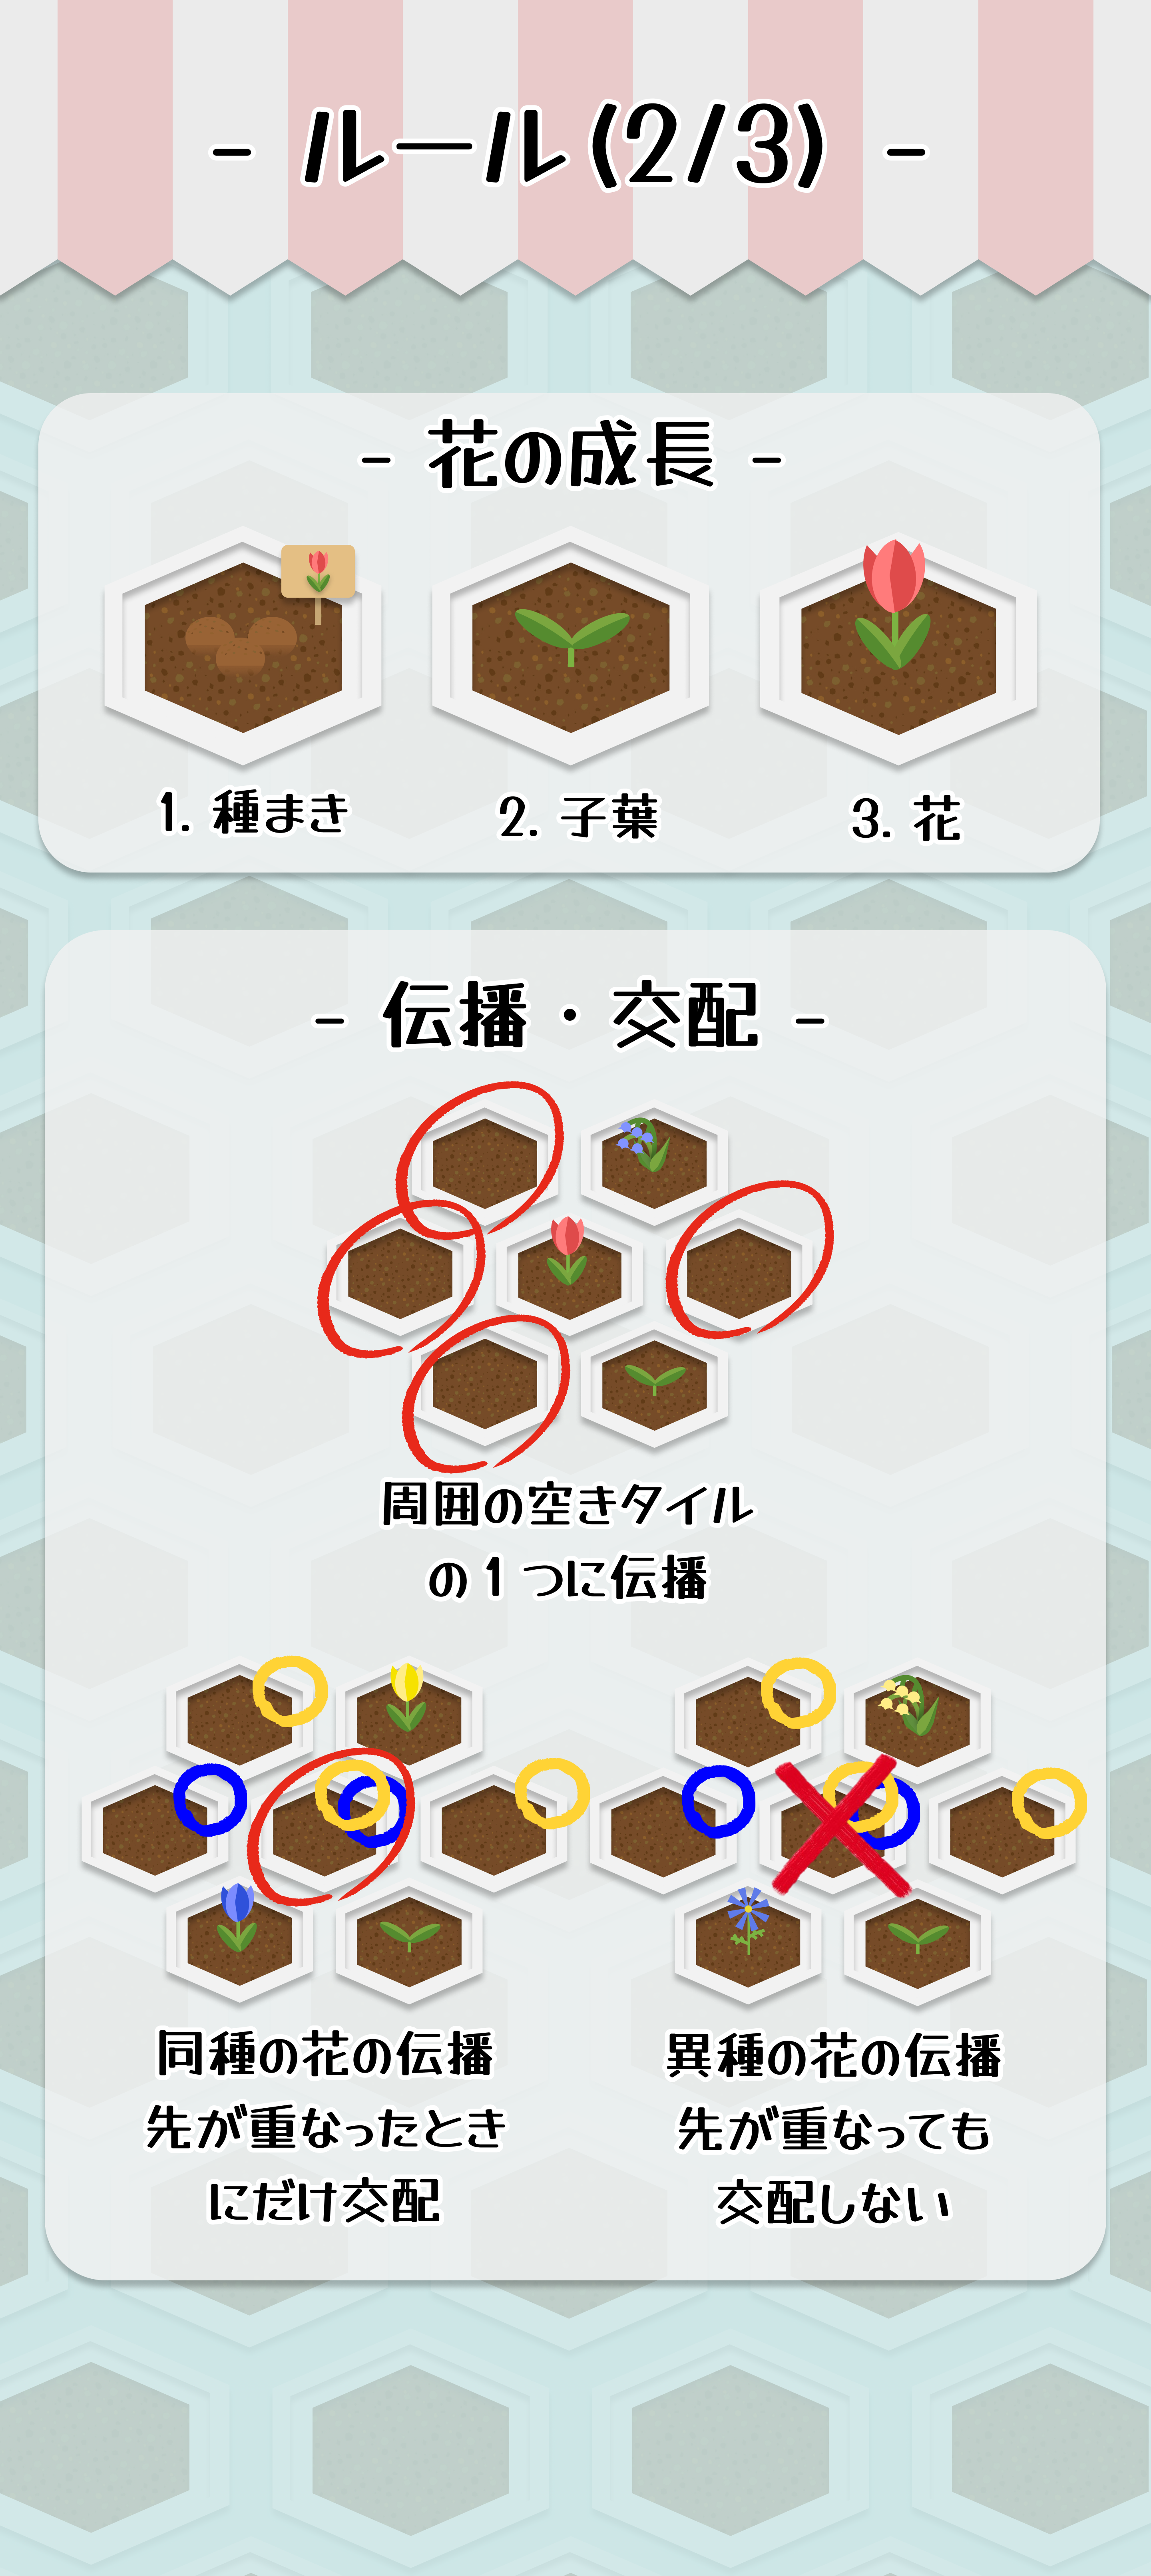 - ルール(2/3) -
- 花の成長 -
1. 種まき
2. 子葉
3. 花
- 伝播・交配 -
周囲の空きタイル
の1つに伝播
同種の花の伝播
先が重なったとき
にだけ交配
異種の花の伝播
先が重なっても
交配しない